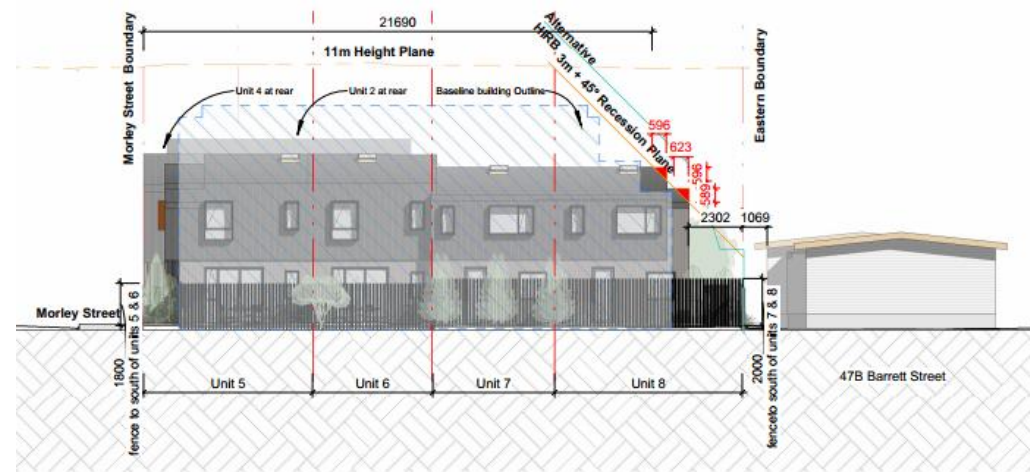 21690
11m Height Plane
Morley Street Boundary
Alternative
HIRB, 3m + 45° Recession Plane
Eastern Boundary
Unit 4 at rear
Unit 2 at rear
Baseline building Outline
596
623
596
589
2302
1069
Morley Street
1800
fence to south of units 5 & 6
Unit 5
Unit 6
Unit 7
Unit 8
2000
fenceto south of units 7 & 8
47B Barrett Street